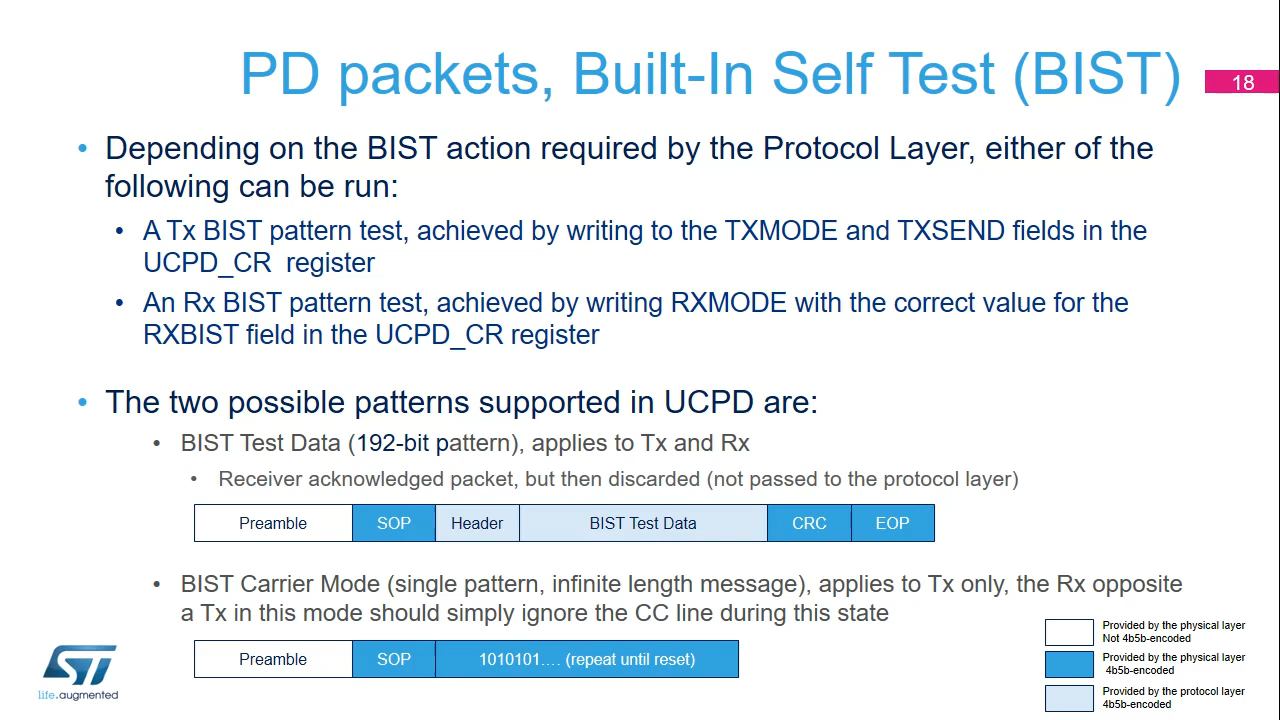 PD packets, Built-In Self Test (BIST)
18
• Depending on the BIST action required by the Protocol Layer, either of the
following can be run:
• A Tx BIST pattern test, achieved by writing to the TXMODE and TXSEND fields in the
UCPD_CR register
• An Rx BIST pattern test, achieved by writing RXMODE with the correct value for the
RXBIST field in the UCPD_CR register
• The two possible patterns supported in UCPD are:
• BIST Test Data (192-bit pattern), applies to Tx and Rx
• Receiver acknowledged packet, but then discarded (not passed to the protocol layer)
Preamble SOP Header BIST Test Data CRC EOP
• BIST Carrier Mode (single pattern, infinite length message), applies to Tx only, the Rx opposite
a Tx in this mode should simply ignore the CC line during this state
Preamble SOP 1010101…. (repeat until reset)
Provided by the physical layer
Not 4b5b-encoded
Provided by the physical layer
4b5b-encoded
Provided by the protocol layer
4b5b-encoded
ST
life.augmented